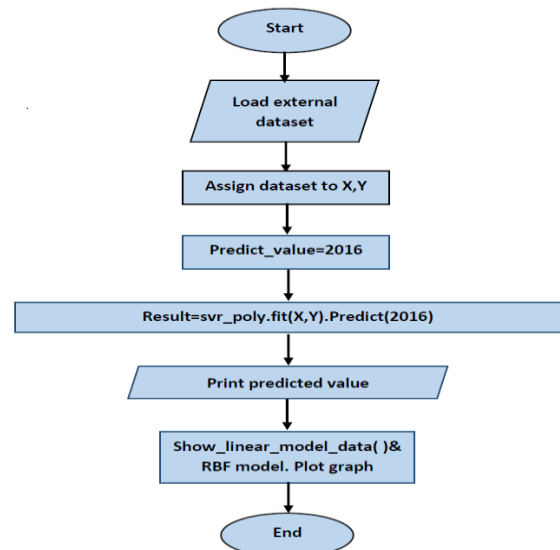 Start
Load external
dataset
Assign dataset to X,Y
Predict_value=2016
Result=svr_poly.fit(X,Y).Predict(2016)
Print predicted value
Show_linear_model_data( )&
RBF model. Plot graph
End